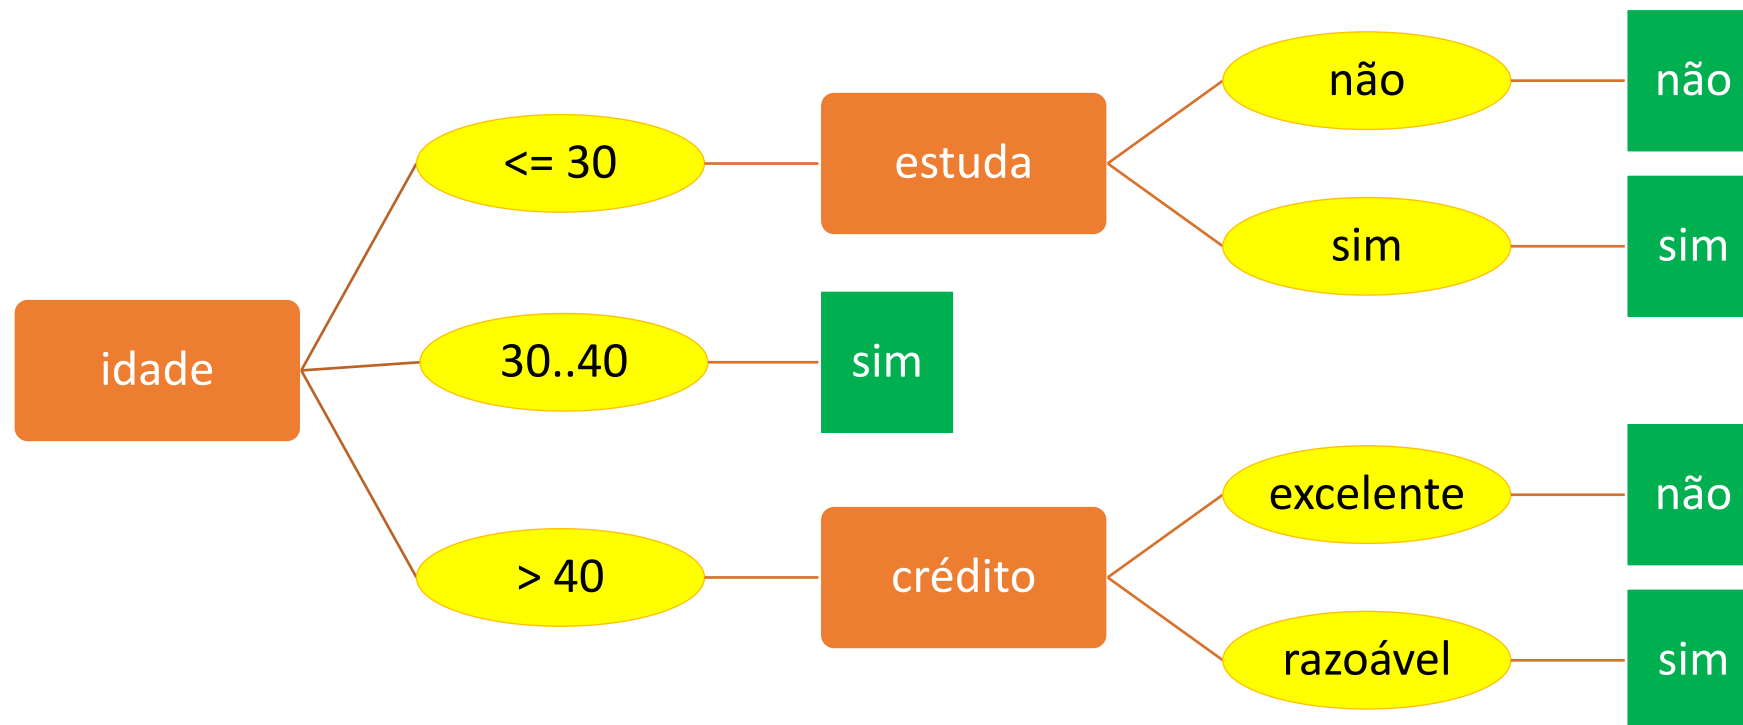 não
não
<= 30
estuda
sim
sim
idade
30..40
sim
excelente
não
> 40
crédito
razoável
sim